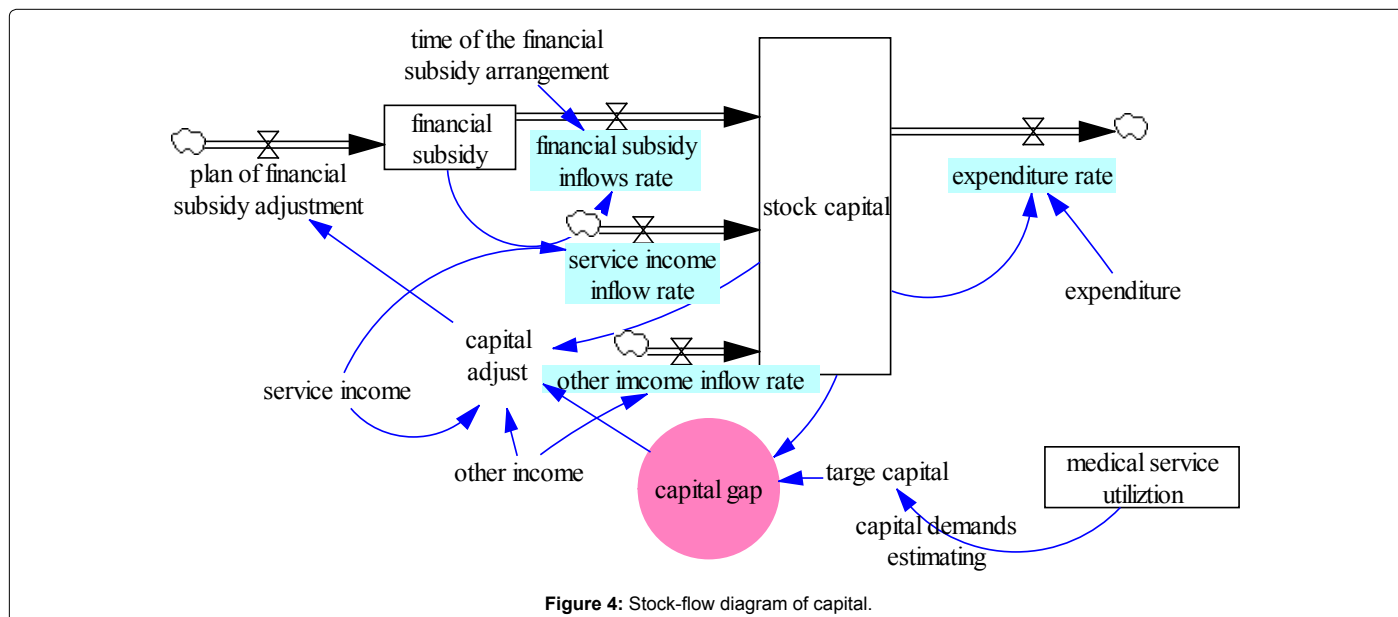 time of the financial
subsidy arrangement
financial
subsidy
financial subsidy
inflows rate
plan of financial
subsidy adjustment
stock capital
expenditure rate
service income
inflow rate
expenditure
capital
adjust
other imcome inflow rate
service income
other income
capital gap
targe capital
medical service
utiliztion
capital demands
estimating
Figure 4: Stock-flow diagram of capital.